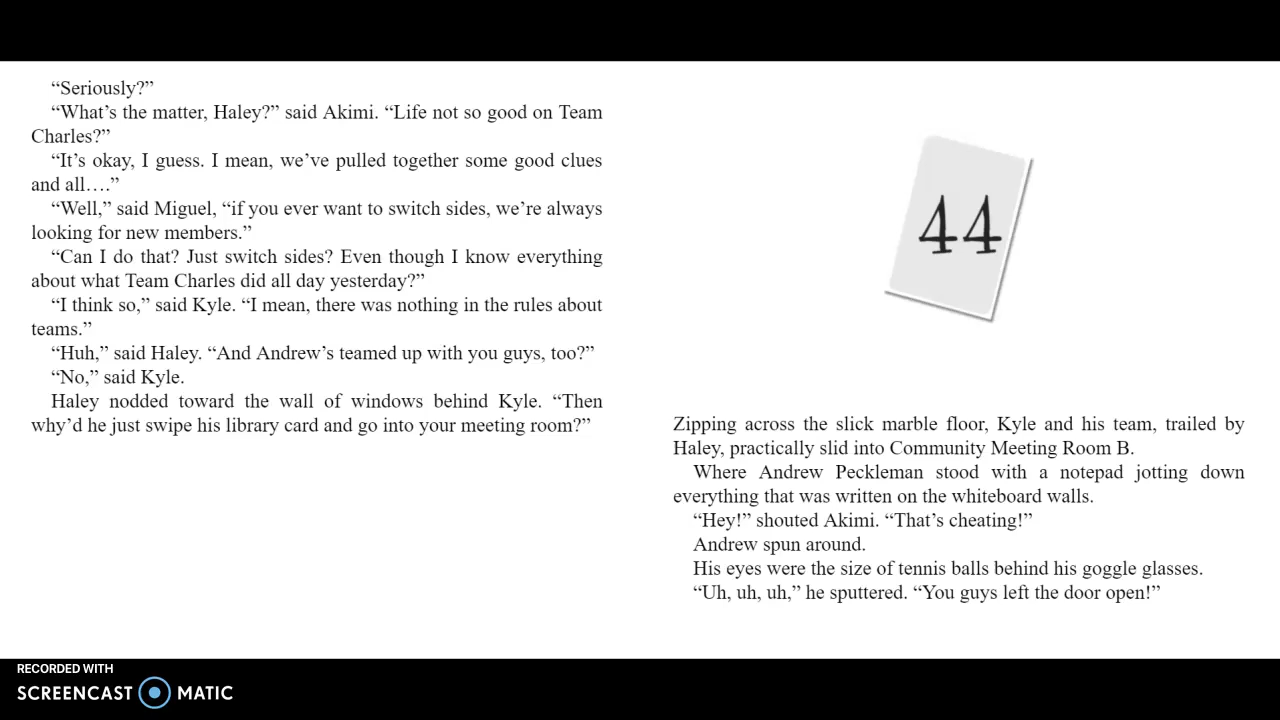 “Seriously?”
“What’s the matter, Haley?” said Akimi. “Life not so good on Team
Charles?”
“It’s okay, I guess. I mean, we’ve pulled together some good clues
and all….”
“Well,” said Miguel, “if you ever want to switch sides, we’re always
looking for new members.”
“Can I do that? Just switch sides? Even though I know everything
about what Team Charles did all day yesterday?”
“I think so,” said Kyle. “I mean, there was nothing in the rules about
teams.”
“Huh,” said Haley. “And Andrew’s teamed up with you guys, too?”
“No,” said Kyle.
Haley nodded toward the wall of windows behind Kyle. “Then
why’d he just swipe his library card and go into your meeting room?”
44
Zipping across the slick marble floor, Kyle and his team, trailed by
Haley, practically slid into Community Meeting Room B.
Where Andrew Peckleman stood with a notepad jotting down
everything that was written on the whiteboard walls.
“Hey!” shouted Akimi. “That’s cheating!”
Andrew spun around.
His eyes were the size of tennis balls behind his goggle glasses.
“Uh, uh, uh,” he sputtered. “You guys left the door open!”
RECORDED WITH
SCREENCAST MATIC